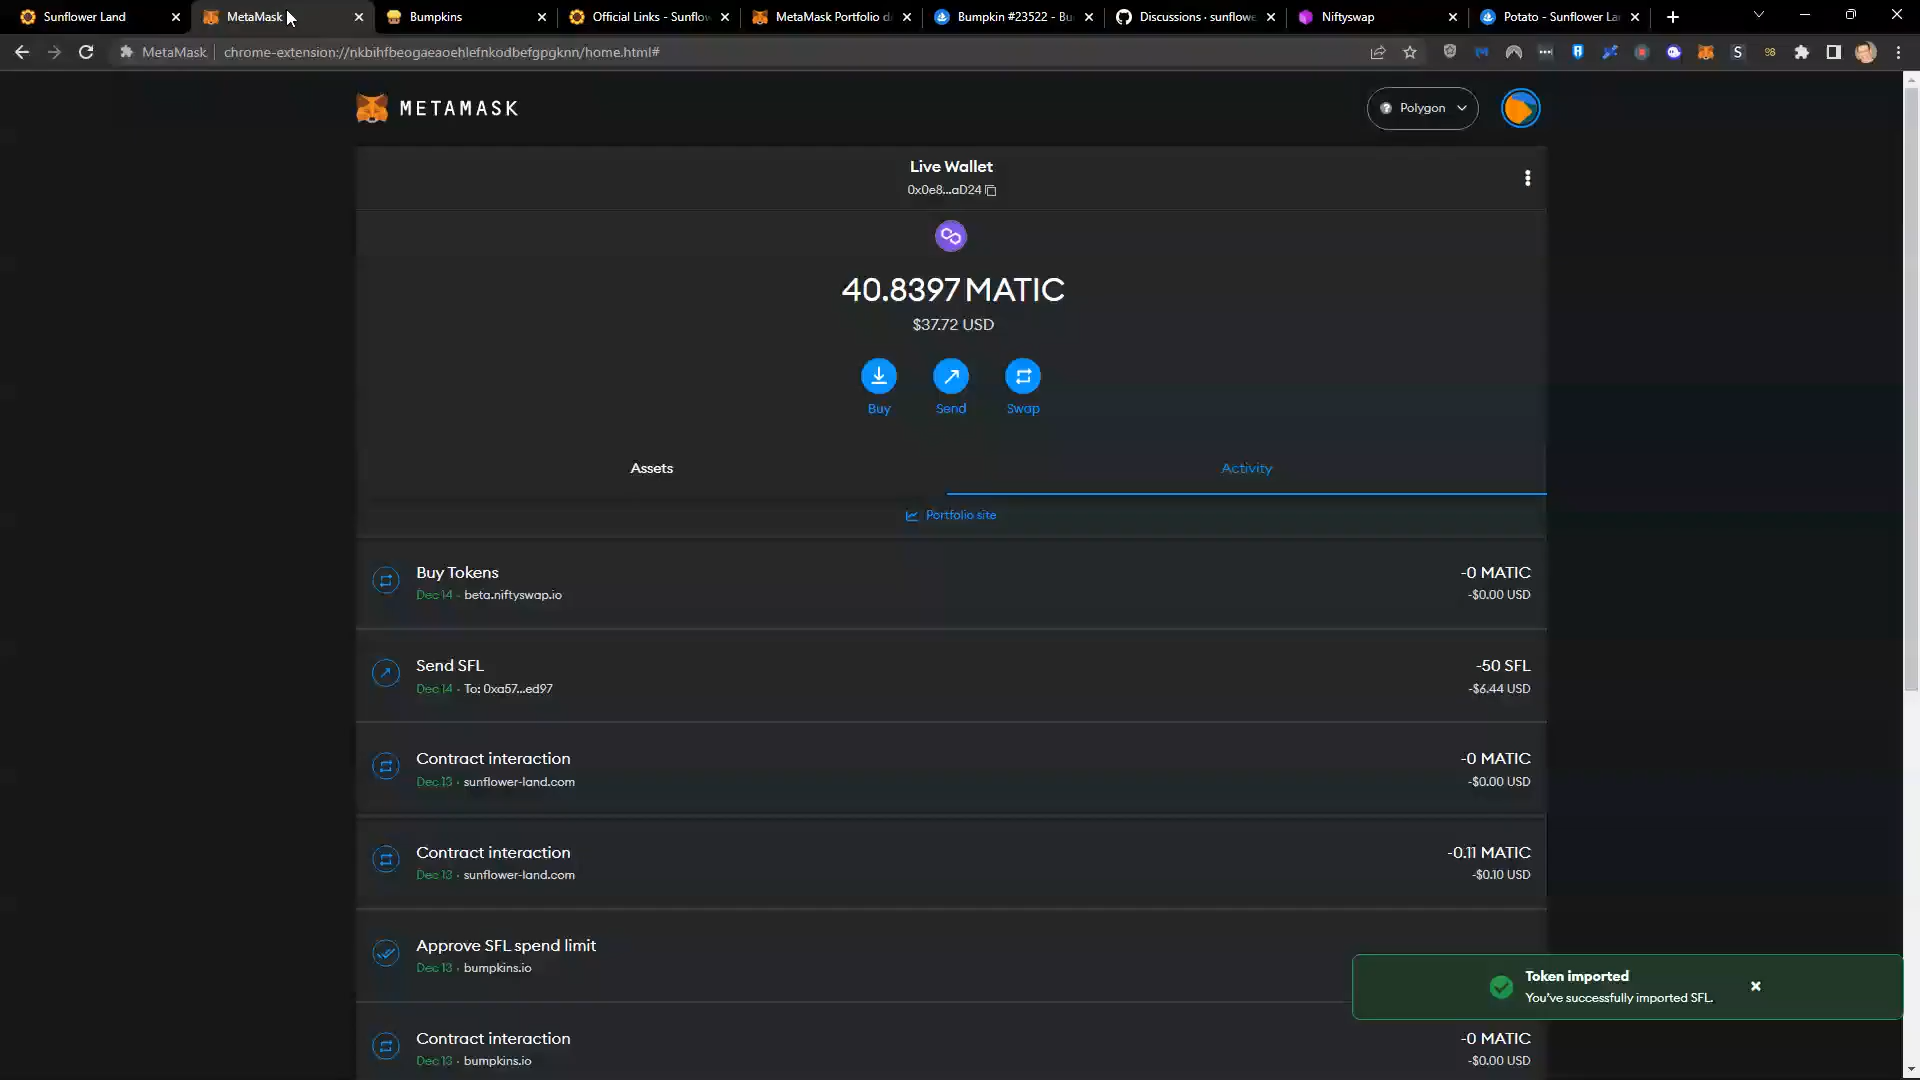 Sunflower Land
MetaMask
Bumpkins
Official Links - Sunflow
MetaMask Portfolio d
Bumpkin #23522 - Bu
Discussions · sunflowe
Niftyswap
Potato - Sunflower La
MetaMask
chrome-extension://nkbihfbeogaeaoehlefnkodbefgpgknn/home.html#
S
98
METAMASK
Polygon
Live Wallet
0x0e8...aD24
40.8397 MATIC
$37.72 USD
Buy
Send
Swap
Assets
Activity
Portfolio site
Buy Tokens
-0 MATIC
Dec 14 · beta.niftyswap.io
-$0.00 USD
Send SFL
-50 SFL
Dec 14 · To: 0xa57...ed97
-$6.44 USD
Contract interaction
-0 MATIC
Dec 13 · sunflower-land.com
-$0.00 USD
Contract interaction
-0.11 MATIC
Dec 13 · sunflower-land.com
-$0.10 USD
Approve SFL spend limit
Dec 13 · bumpkins.io
Token imported
You've successfully imported SFL.
Contract interaction
-0 MATIC
Dec 13 · bumpkins.io
-$0.00 USD